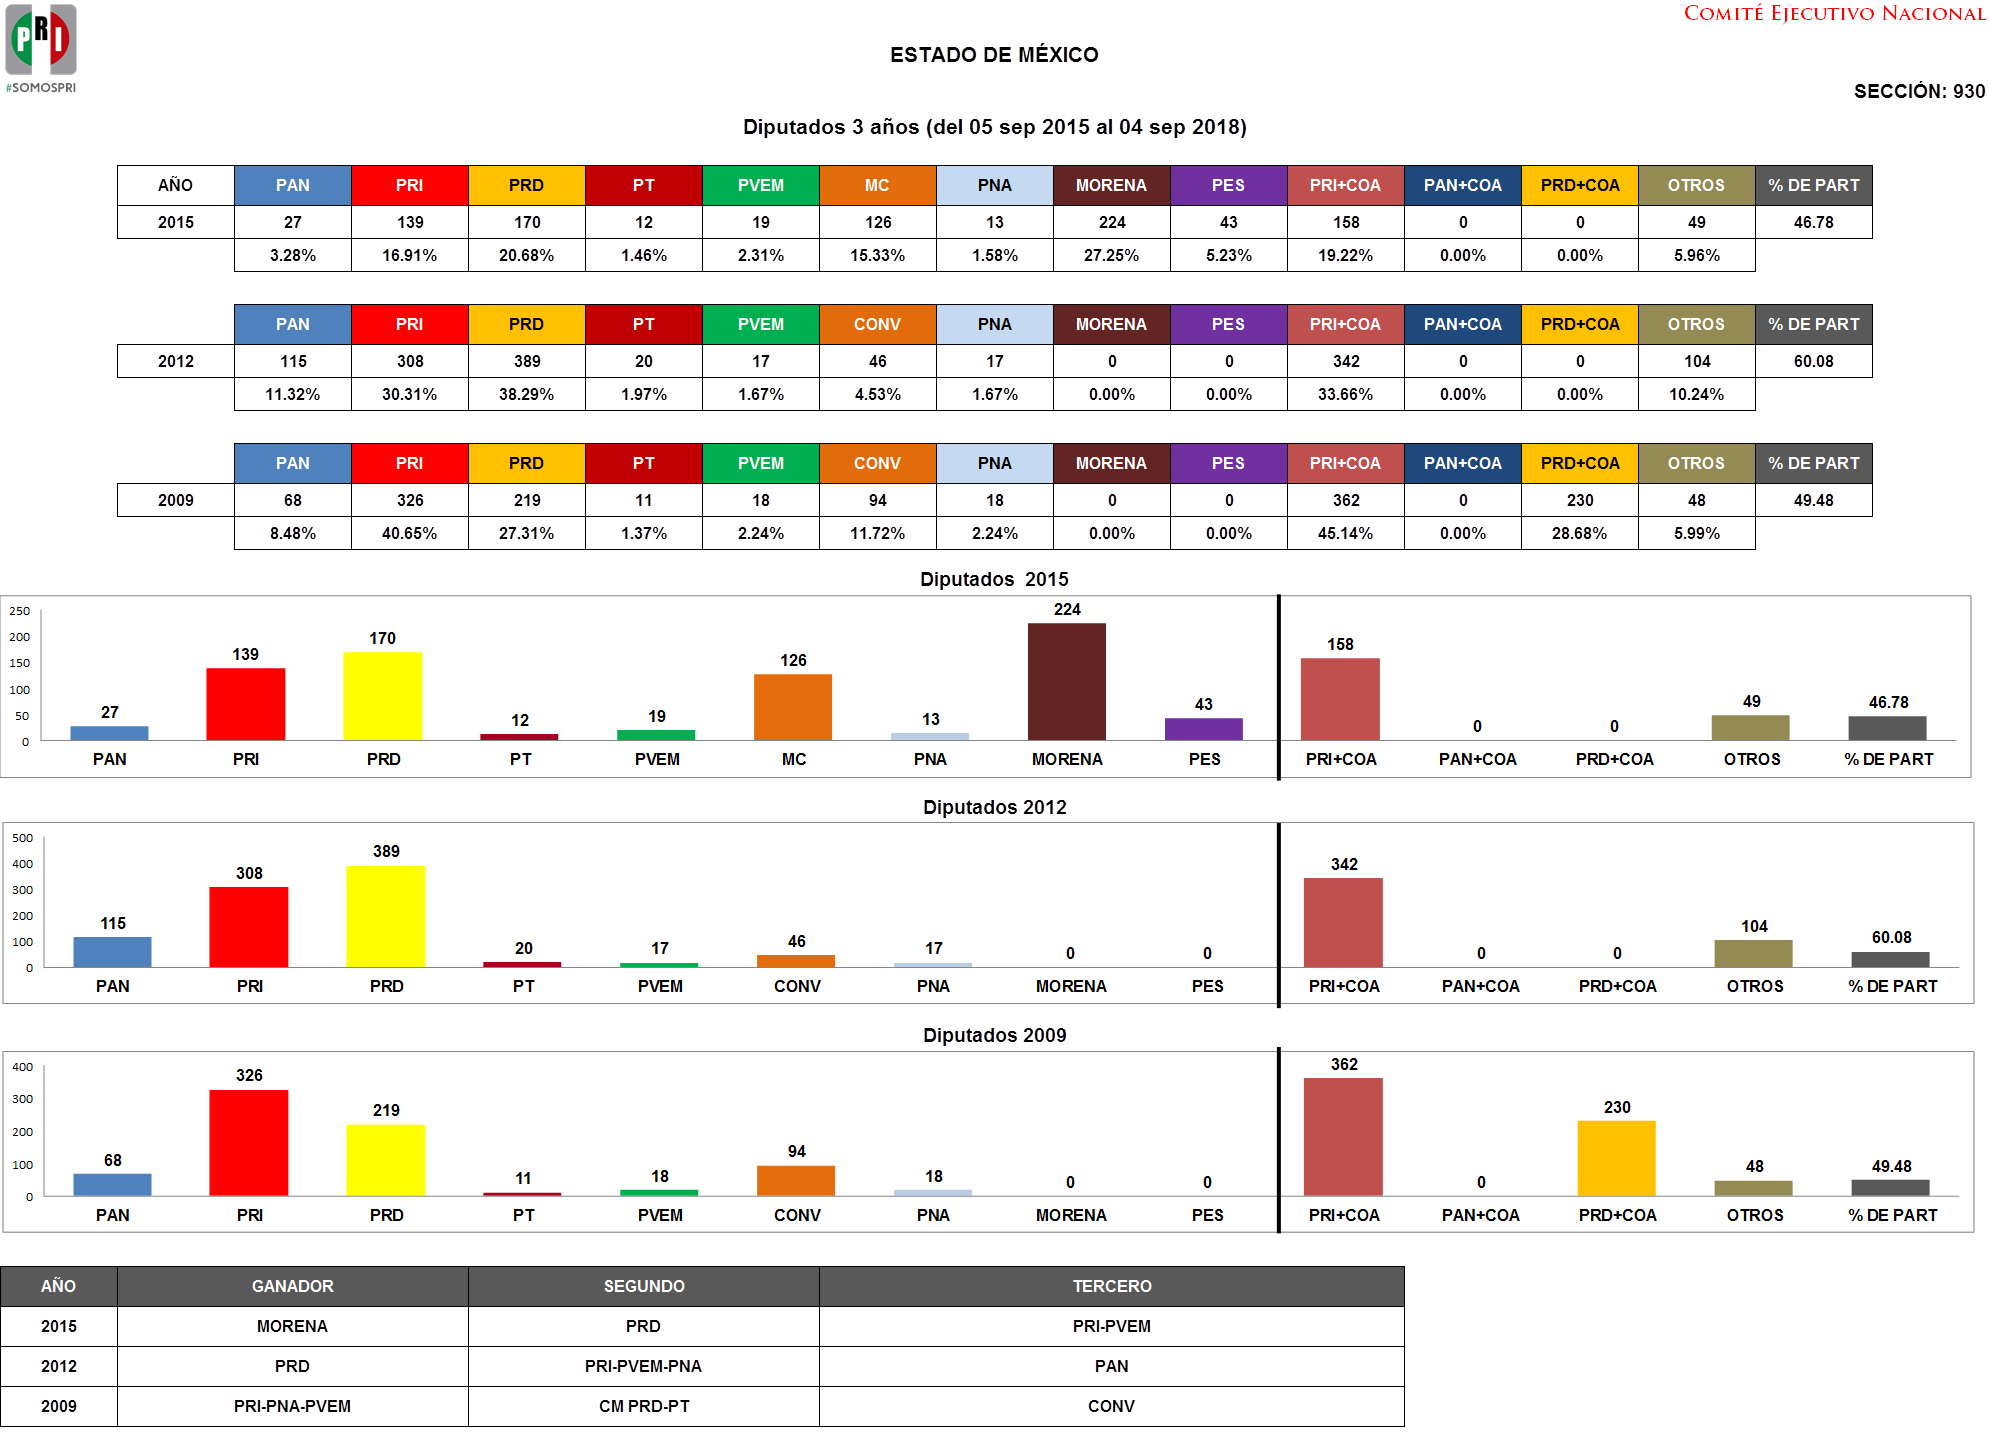 PRI
#SOMOSPRI
COMITÉ EJECUTIVO NACIONAL
ESTADO DE MÉXICO
SECCIÓN: 930
Diputados 3 años (del 05 sep 2015 al 04 sep 2018)
AÑO PAN PRI PRD PT PVEM MC PNA MORENA PES PRI+COA PAN+COA PRD+COA OTROS % DE PART
2015 27 139 170 12 19 126 13 224 43 158 0 0 49 46.78
3.28% 16.91% 20.68% 1.46% 2.31% 15.33% 1.58% 27.25% 5.23% 19.22% 0.00% 0.00% 5.96%
PAN PRI PRD PT PVEM CONV PNA MORENA PES PRI+COA PAN+COA PRD+COA OTROS % DE PART
2012 115 308 389 20 17 46 17 0 0 342 0 0 104 60.08
11.32% 30.31% 38.29% 1.97% 1.67% 4.53% 1.67% 0.00% 0.00% 33.66% 0.00% 0.00% 10.24%
PAN PRI PRD PT PVEM CONV PNA MORENA PES PRI+COA PAN+COA PRD+COA OTROS % DE PART
2009 68 326 219 11 18 94 18 0 0 362 0 230 48 49.48
8.48% 40.65% 27.31% 1.37% 2.24% 11.72% 2.24% 0.00% 0.00% 45.14% 0.00% 28.68% 5.99%
Diputados 2015
250
200
150
100
50
0
27 139 170 12 19 126 13 224 43 158 0 0 49 46.78
PAN PRI PRD PT PVEM MC PNA MORENA PES PRI+COA PAN+COA PRD+COA OTROS % DE PART
Diputados 2012
500
400
300
200
100
0
115 308 389 20 17 46 17 0 0 342 0 0 104 60.08
PAN PRI PRD PT PVEM CONV PNA MORENA PES PRI+COA PAN+COA PRD+COA OTROS % DE PART
Diputados 2009
400
300
200
100
0
68 326 219 11 18 94 18 0 0 362 0 230 48 49.48
PAN PRI PRD PT PVEM CONV PNA MORENA PES PRI+COA PAN+COA PRD+COA OTROS % DE PART
AÑO GANADOR SEGUNDO TERCERO
2015 MORENA PRD PRI-PVEM
2012 PRD PRI-PVEM-PNA PAN
2009 PRI-PNA-PVEM CM PRD-PT CONV